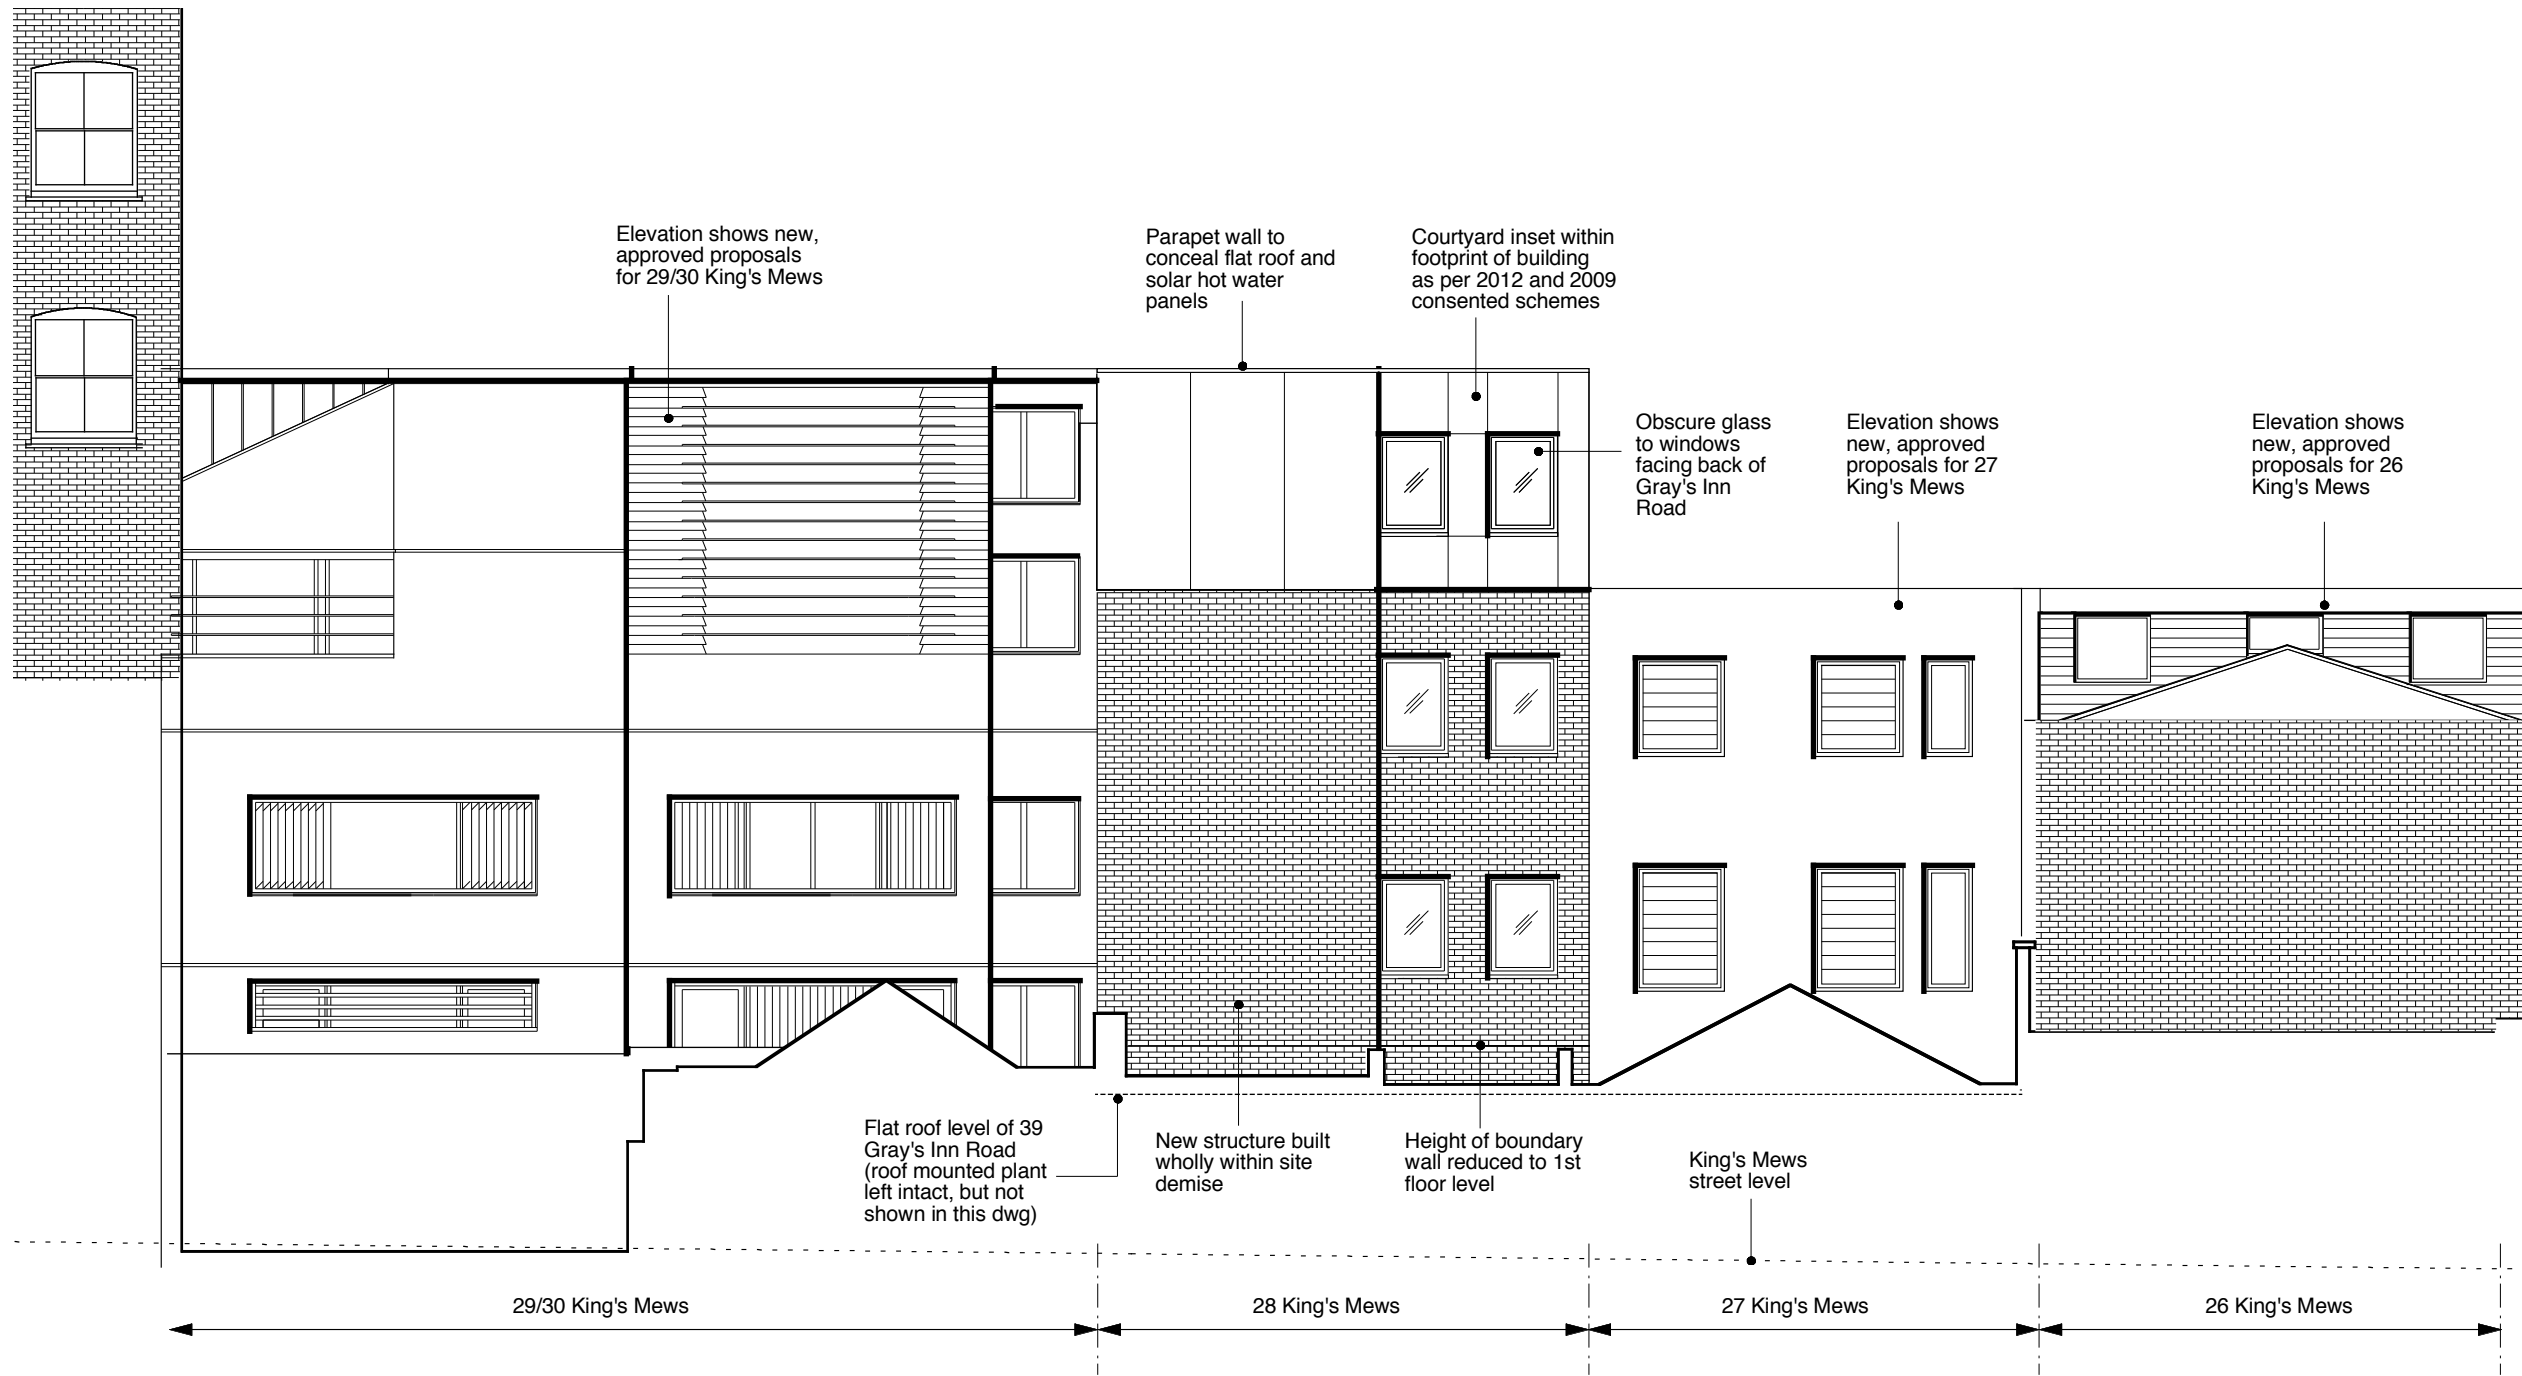 Elevation shows new,
approved proposals
for 29/30 King's Mews
Parapet wall to
conceal flat roof and
solar hot water
panels
Courtyard inset within
footprint of building
as per 2012 and 2009
consented schemes
Obscure glass
to windows
facing back of
Gray's Inn
Road
Elevation shows
new, approved
proposals for 27
King's Mews
Elevation shows
new, approved
proposals for 26
King's Mews
Flat roof level of 39
Gray's Inn Road
(roof mounted plant
left intact, but not
shown in this dwg)
New structure built
wholly within site
demise
Height of boundary
wall reduced to 1st
floor level
King's Mews
street level
29/30 King's Mews
28 King's Mews
27 King's Mews
26 King's Mews